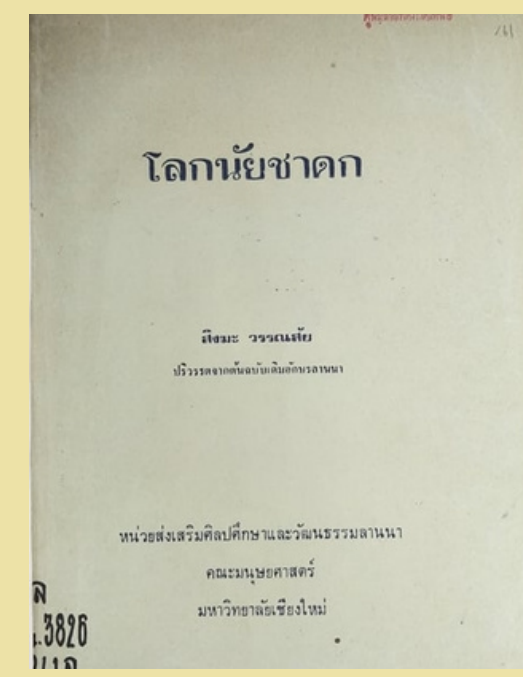 161
โลกนัยชาดก
สิงฆะ วรรณสัย
ปริวรรตจากต้นฉบับเดิมอักษรลานนา
หน่วยส่งเสริมศิลปศึกษาและวัฒนธรรมลานนา
คณะมนุษยศาสตร์
มหาวิทยาลัยเชียงใหม่
ล
.3826